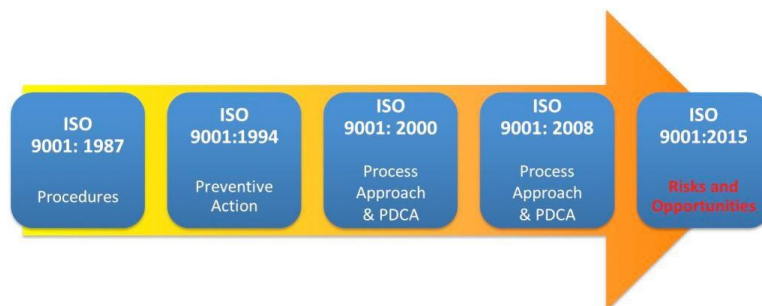 ISO
9001: 1987
Procedures
ISO
9001:1994
Preventive
Action
ISO
9001: 2000
Process
Approach
& PDCA
ISO
9001: 2008
Process
Approach
& PDCA
ISO
9001:2015
Risks and
Opportunities